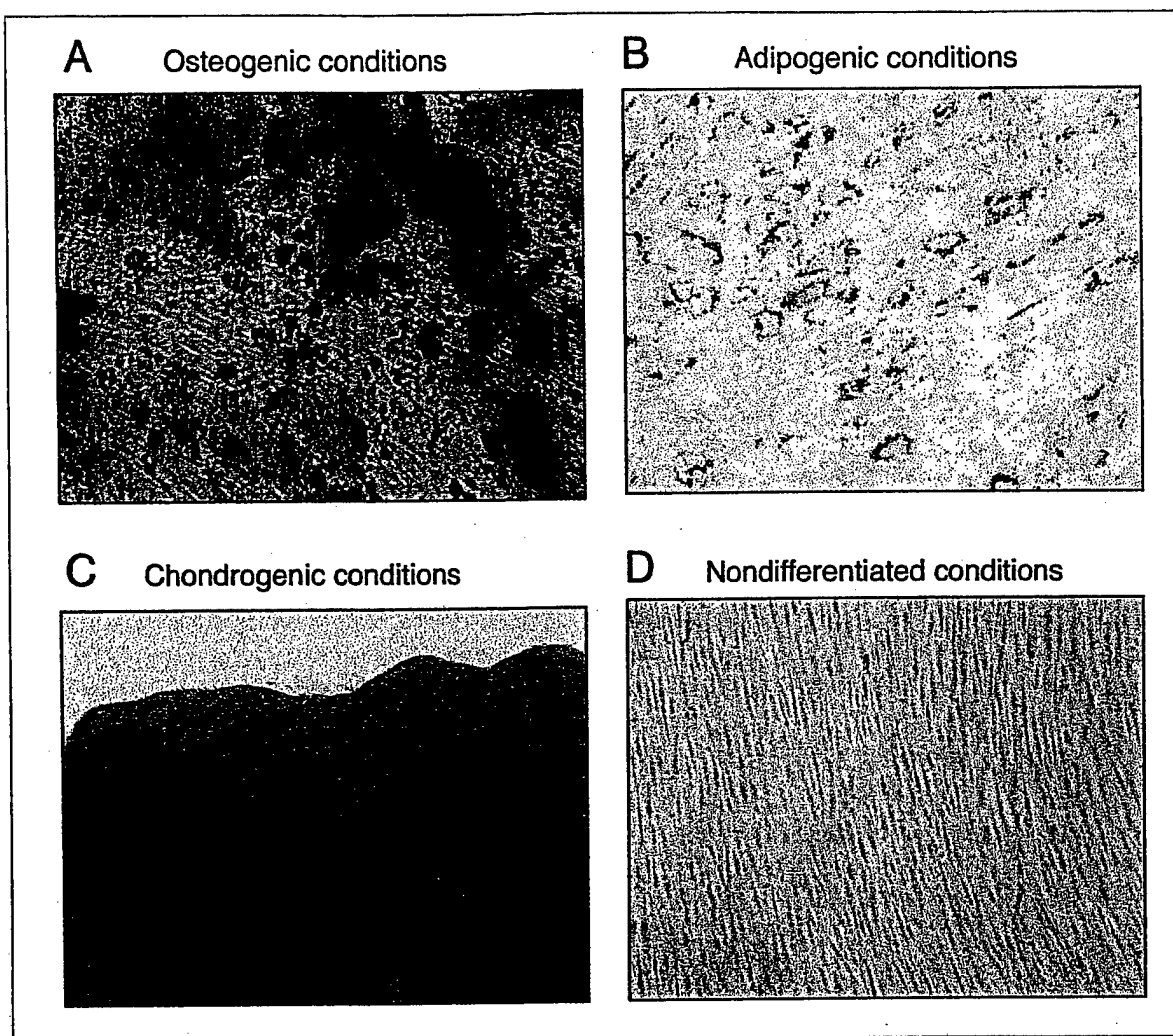 A Osteogenic conditions
B Adipogenic conditions
C Chondrogenic conditions
D Nondifferentiated conditions